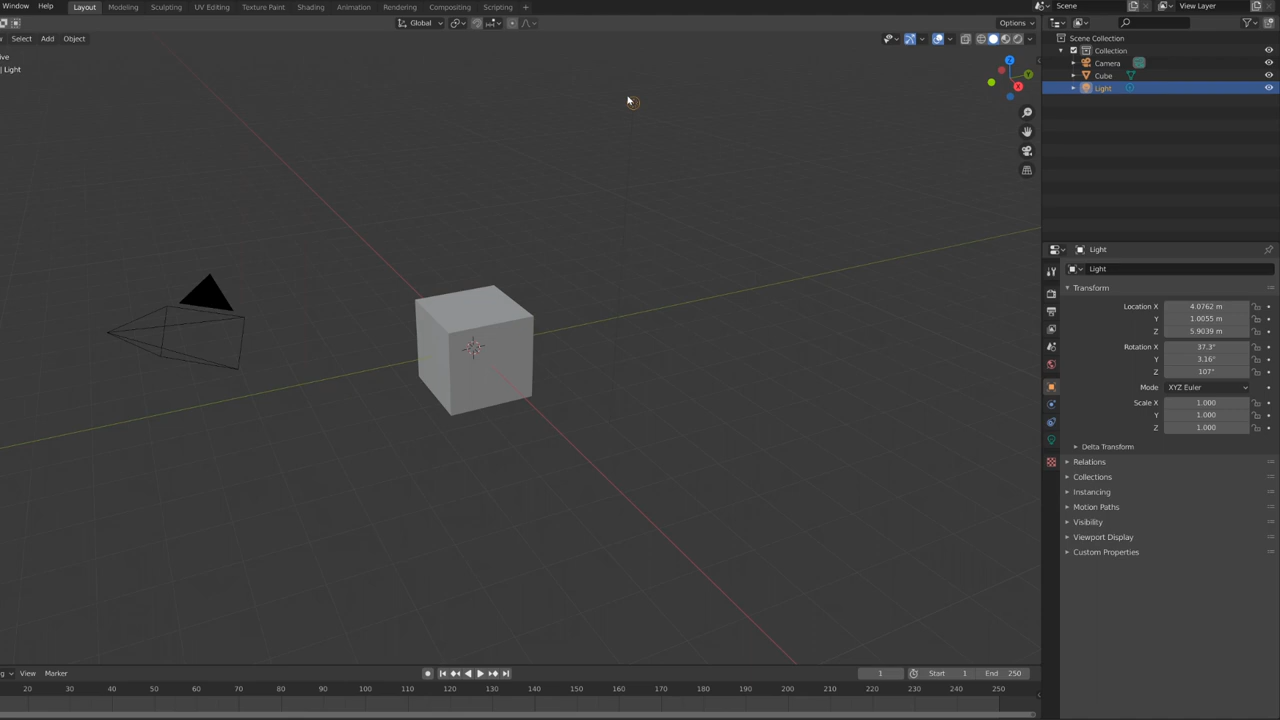 Window Help Layout Modeling Sculpting UV Editing Texture Paint Shading Animation Rendering Compositing Scripting + Scene View Layer
Global Options
Select Add Object
Scene Collection
Collection
ive
Camera
| Light
Cube
Light
Z
Y
X
Light
Light
Transform
Location X 4.0762 m
Y 1.0055 m
Z 5.9039 m
Rotation X 37.3°
Y 3.16°
Z 107°
Mode XYZ Euler
Scale X 1.000
Y 1.000
Z 1.000
Delta Transform
Relations
Collections
Instancing
Motion Paths
Visibility
Viewport Display
Custom Properties
View Marker 1 Start 1 End 250
20 30 40 50 60 70 80 90 100 110 120 130 140 150 160 170 180 190 200 210 220 230 240 250